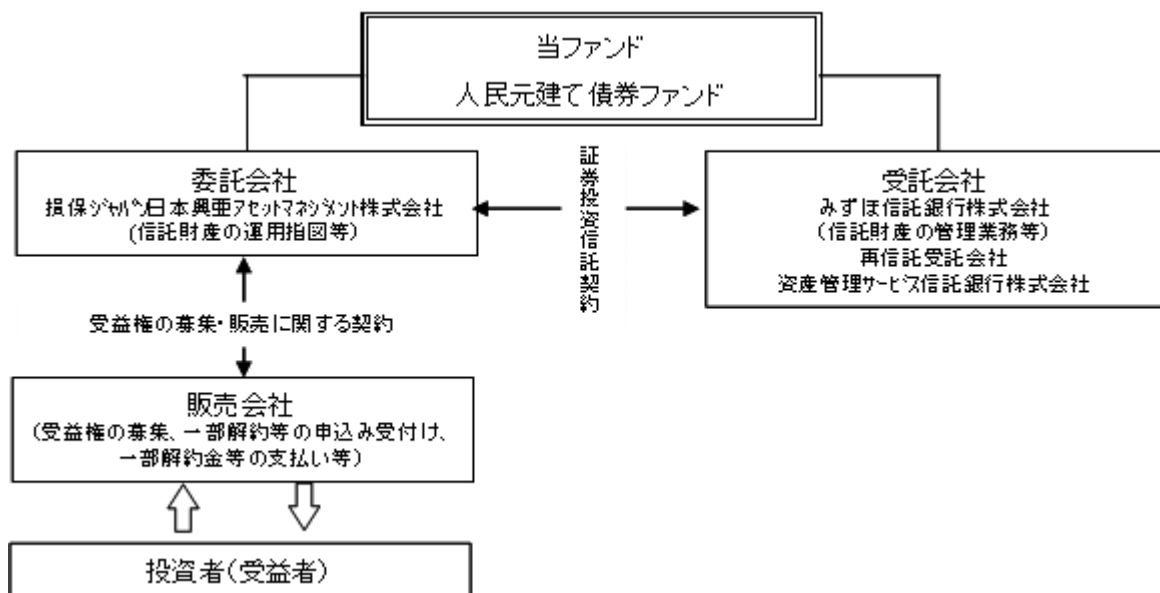 当ファンド
人民元建て債券ファンド
委託会社
損保ジャパン日本興亜アセットマネジメント株式会社
(信託財産の運用指図等)
証券投資信託契約
受託会社
みずほ信託銀行株式会社
(信託財産の管理業務等)
再信託受託会社
資産管理サービス信託銀行株式会社
受益権の募集・販売に関する契約
販売会社
(受益権の募集、一部解約等の申込み受付け、
一部解約金等の支払い等)
投資者(受益者)